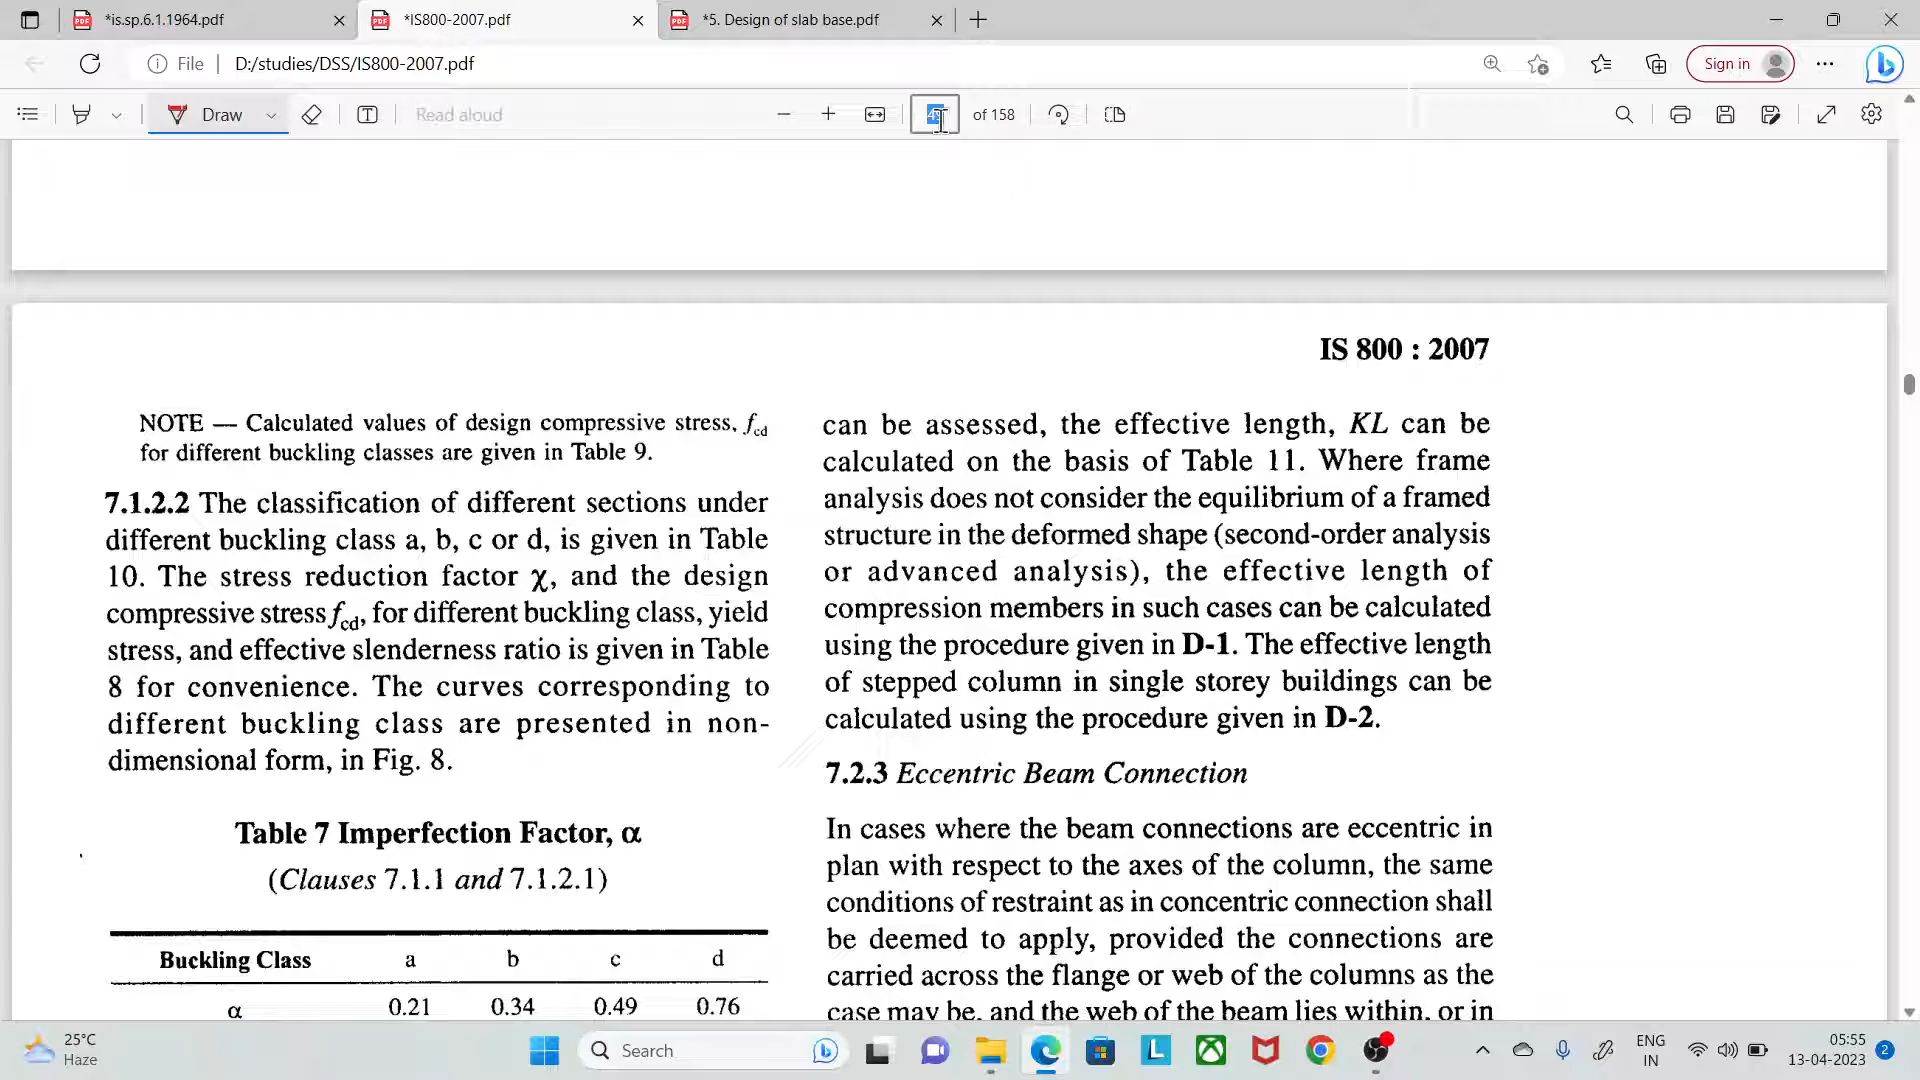 *is.sp.6.1.1964.pdf
*IS800-2007.pdf
*5. Design of slab base.pdf
File
D:/studies/DSS/IS800-2007.pdf
Sign in
Draw
Read aloud
of 158
IS 800 : 2007
NOTE — Calculated values of design compressive stress, fcd
for different buckling classes are given in Table 9.
7.1.2.2 The classification of different sections under
different buckling class a, b, c or d, is given in Table
10. The stress reduction factor χ, and the design
compressive stress fcd, for different buckling class, yield
stress, and effective slenderness ratio is given in Table
8 for convenience. The curves corresponding to
different buckling class are presented in non-
dimensional form, in Fig. 8.
Table 7 Imperfection Factor, α
(Clauses 7.1.1 and 7.1.2.1)
Buckling Class a b c d
α 0.21 0.34 0.49 0.76
can be assessed, the effective length, KL can be
calculated on the basis of Table 11. Where frame
analysis does not consider the equilibrium of a framed
structure in the deformed shape (second-order analysis
or advanced analysis), the effective length of
compression members in such cases can be calculated
using the procedure given in D-1. The effective length
of stepped column in single storey buildings can be
calculated using the procedure given in D-2.
7.2.3 Eccentric Beam Connection
In cases where the beam connections are eccentric in
plan with respect to the axes of the column, the same
conditions of restraint as in concentric connection shall
be deemed to apply, provided the connections are
carried across the flange or web of the columns as the
case may be, and the web of the beam lies within, or in
25°C
Haze
Search
ENG
IN
05:55
13-04-2023
2